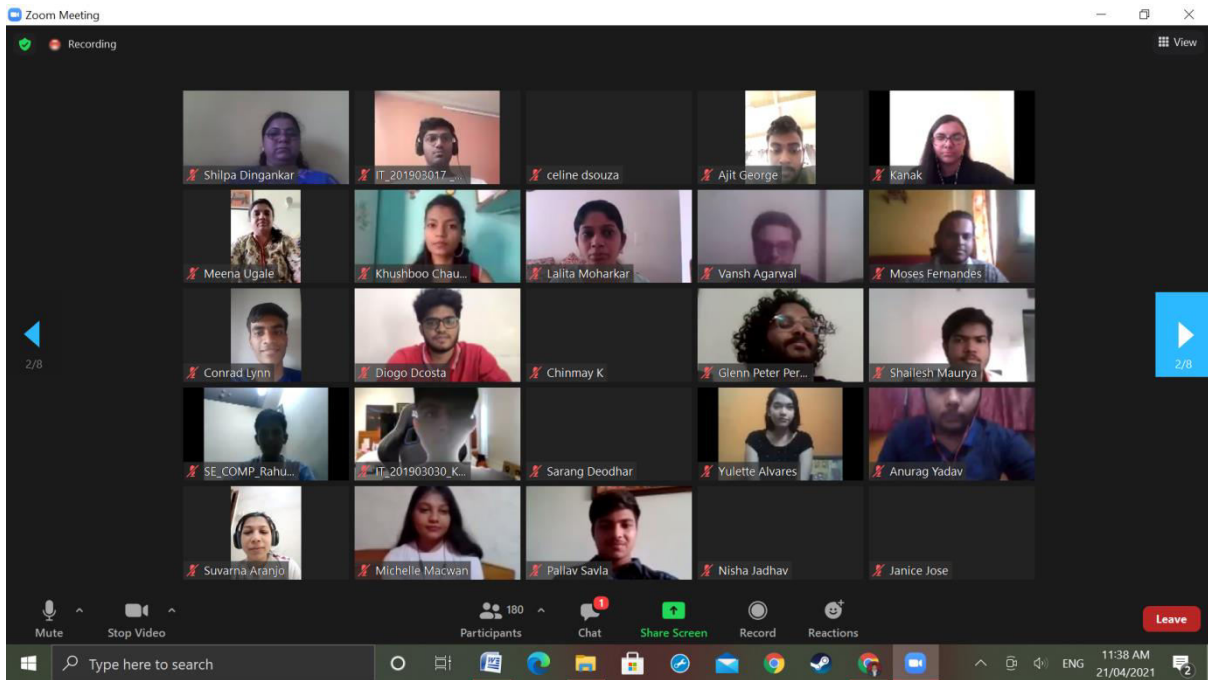 Zoom Meeting
Recording
View
Shilpa Dingankar
IT_201903017_...
celine dsouza
Ajit George
Kanak
Meena Ugale
Khushboo Chau...
Lalita Moharkar
Vansh Agarwal
Moses Fernandes
Conrad Lynn
Diogo Dcosta
Chinmay K
Glenn Peter Per...
Shailesh Maurya
2/8
2/8
SE_COMP_Rahu...
IT_201903030_K...
Sarang Deodhar
Yulette Alvares
Anurag Yadav
Suvarna Aranjo
Michelle Macwan
Pallav Savla
Nisha Jadhav
Janice Jose
Mute
Stop Video
180
Participants
1
Chat
Share Screen
Record
Reactions
Leave
Type here to search
ENG
11:38 AM
21/04/2021
2